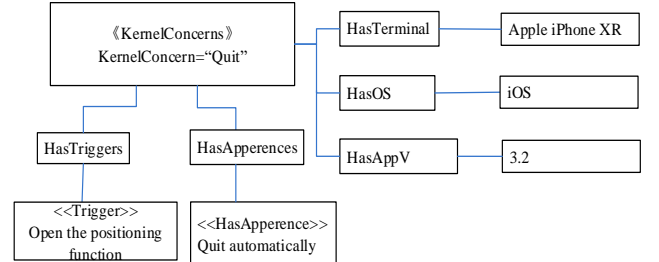 《KernelConcerns》
KernelConcern=“Quit”
HasTerminal
Apple iPhone XR
HasOS
iOS
HasAppV
3.2
HasTriggers
HasApperences
<<Trigger>>
Open the positioning
function
<<HasApperence>>
Quit automatically